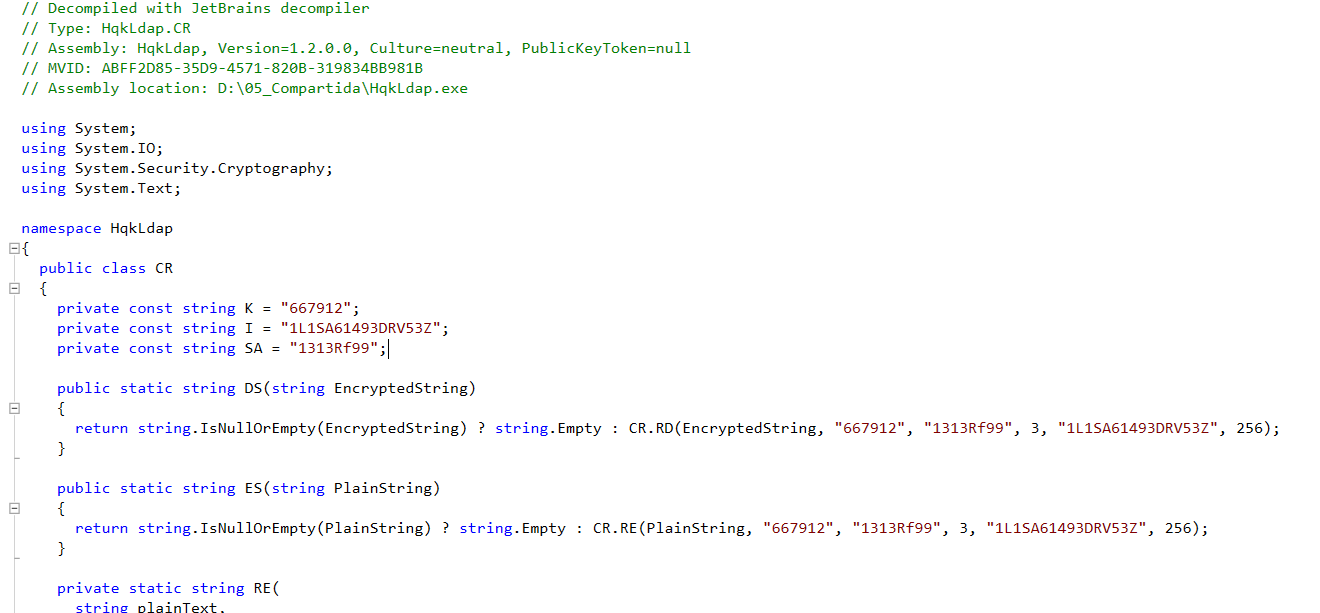 // Decompiled with JetBrains decompiler
// Type: HqkLdap.CR
// Assembly: HqkLdap, Version=1.2.0.0, Culture=neutral, PublicKeyToken=null
// MVID: ABFF2D85-35D9-4571-820B-319834BB981B
// Assembly location: D:\05_Compartida\HqkLdap.exe
using System;
using System.IO;
using System.Security.Cryptography;
using System.Text;
namespace HqkLdap
{
public class CR
{
private const string K = "667912";
private const string I = "1L1SA61493DRV53Z";
private const string SA = "1313Rf99";
public static string DS(string EncryptedString)
{
return string.IsNullOrEmpty(EncryptedString) ? string.Empty : CR.RD(EncryptedString, "667912", "1313Rf99", 3, "1L1SA61493DRV53Z", 256);
}
public static string ES(string PlainString)
{
return string.IsNullOrEmpty(PlainString) ? string.Empty : CR.RE(PlainString, "667912", "1313Rf99", 3, "1L1SA61493DRV53Z", 256);
}
private static string RE(
string plainText,